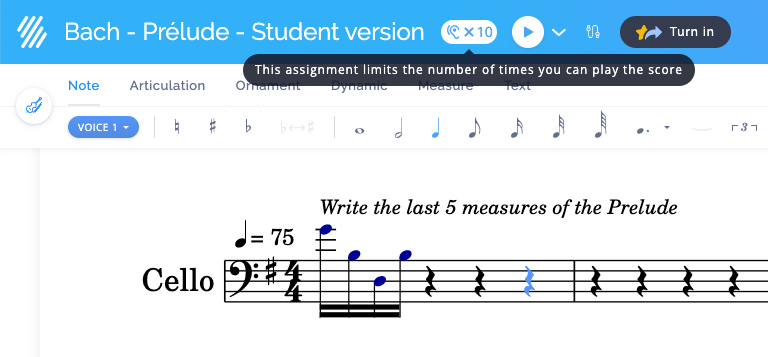 Bach - Prélude - Student version
× 10
Turn in
This assignment limits the number of times you can play the score
Note Articulation Ornament Dynamic Measure Text
VOICE 1
3
Write the last 5 measures of the Prelude
= 75
Cello
4
4